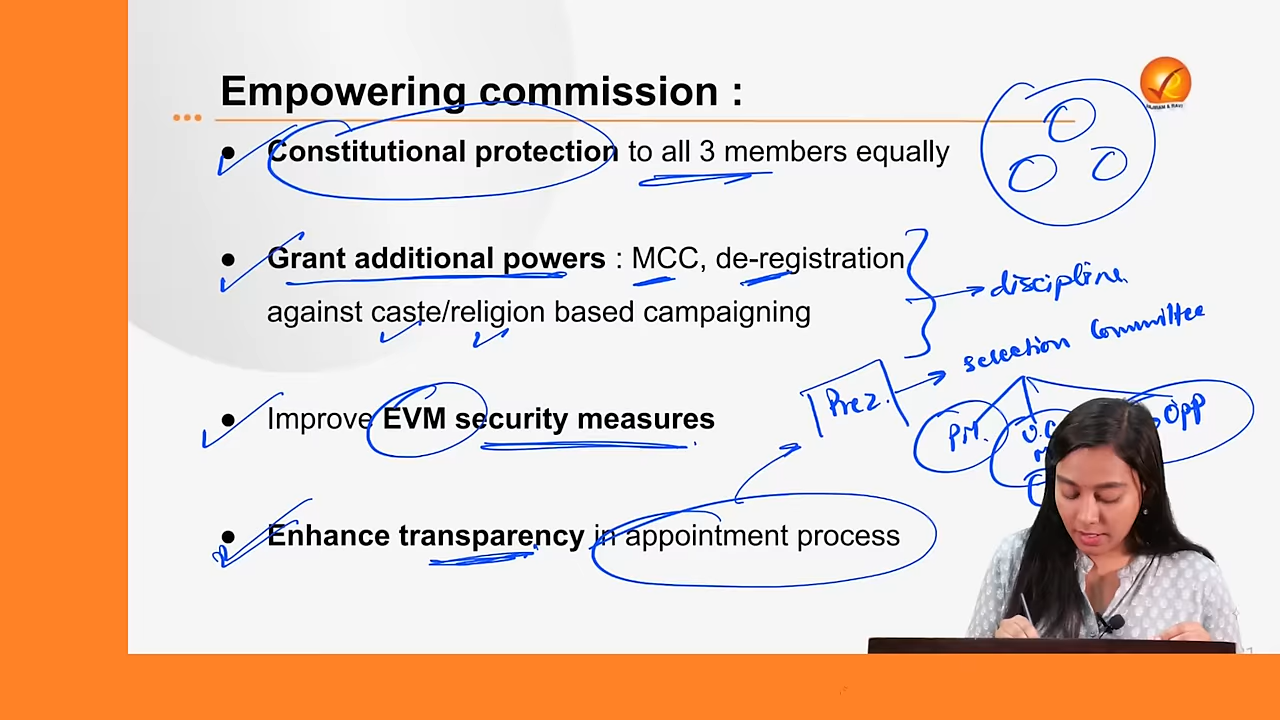 Empowering commission :
● Constitutional protection to all 3 members equally
● Grant additional powers : MCC, de-registration
against caste/religion based campaigning
discipline
selection Committee
Prez.
PM.
OPP
● Improve EVM security measures
● Enhance transparency in appointment process